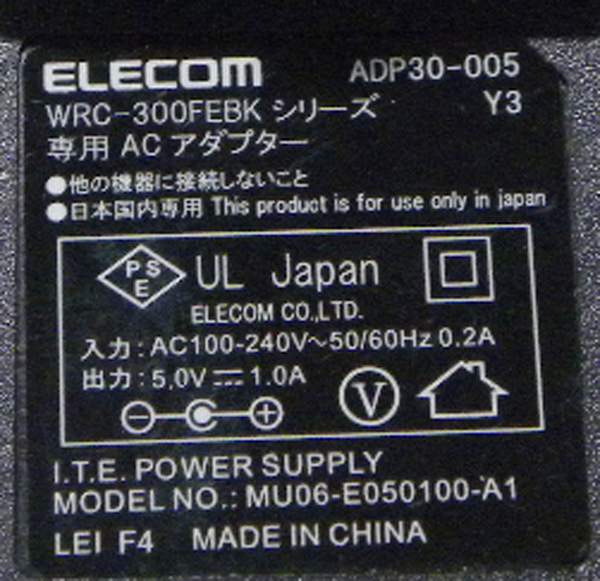 ELECOM ADP30-005
WRC-300FEBK シリーズ Y3
専用 AC アダプター
●他の機器に接続しないこと
●日本国内専用 This product is for use only in japan
PSE UL Japan
ELECOM CO.,LTD.
入力:AC100-240V~50/60Hz 0.2A
出力:5.0V⎓1.0A
V
I.T.E. POWER SUPPLY
MODEL NO.: MU06-E050100-A1
LEI F4 MADE IN CHINA